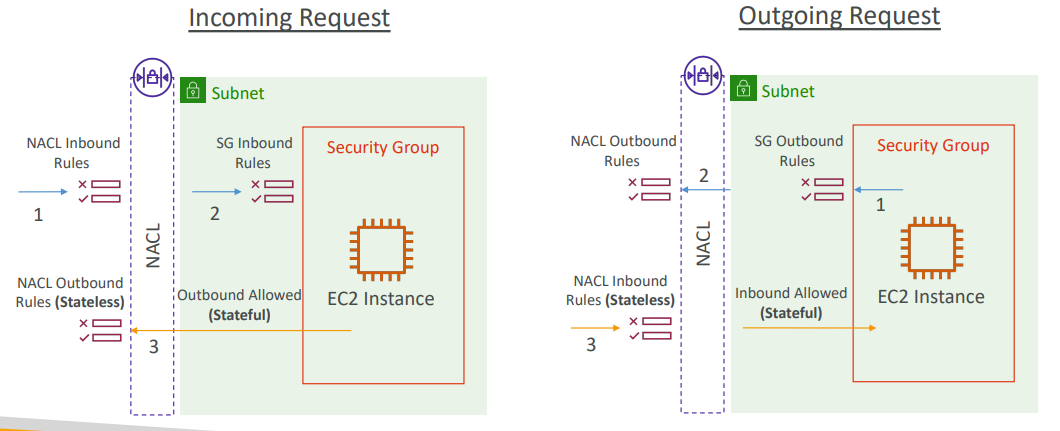 Incoming Request
Subnet
NACL Inbound
Rules
SG Inbound
Rules
Security Group
1
2
NACL
NACL Outbound
Rules (Stateless)
Outbound Allowed
(Stateful)
EC2 Instance
3
Outgoing Request
Subnet
NACL Outbound
Rules
SG Outbound
Rules
Security Group
2
1
NACL
NACL Inbound
Rules (Stateless)
Inbound Allowed
(Stateful)
EC2 Instance
3